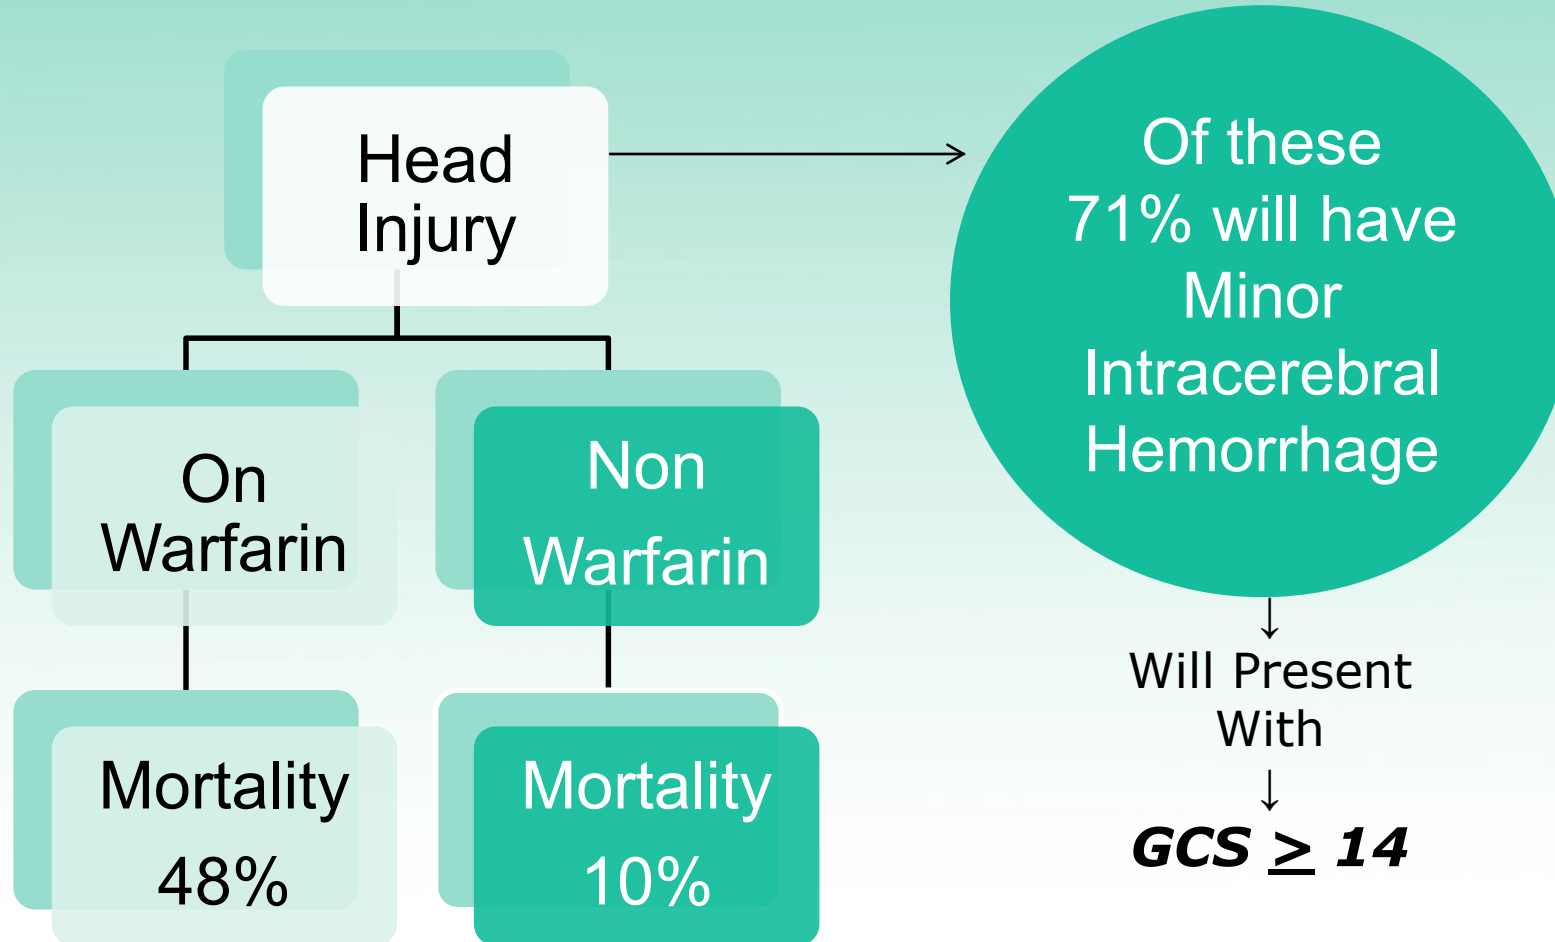 Head
Injury
On
Warfarin
Non
Warfarin
Mortality
48%
Mortality
10%
Of these
71% will have
Minor
Intracerebral
Hemorrhage
↓
Will Present
With
↓
GCS ≥ 14